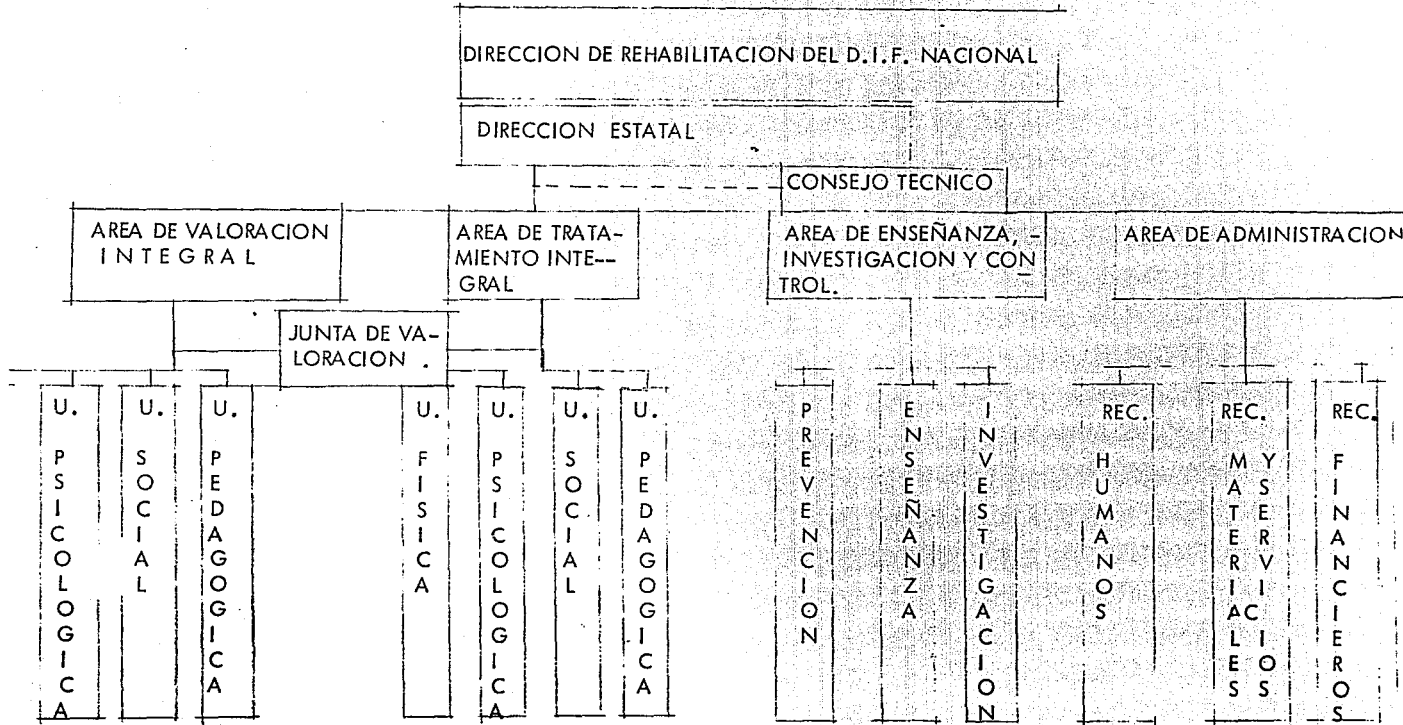 DIRECCION DE REHABILITACION DEL D.I.F. NACIONAL
DIRECCION ESTATAL
CONSEJO TECNICO
AREA DE VALORACION
INTEGRAL
AREA DE TRATA-
MIENTO INTE--
GRAL
AREA DE ENSEÑANZA, -
INVESTIGACION Y CON
TROL.
AREA DE ADMINISTRACION
JUNTA DE VA-
LORACION .
U. PSICOLOGICA
U. SOCIAL
U. PEDAGOGICA
U. FISICA
U. PSICOLOGICA
U. SOCIAL
U. PEDAGOGICA
PREVENCION
ENSEÑANZA
INVESTIGACION
REC. HUMANOS
REC. MATERIALES
Y SERVICIOS
REC. FINANCIEROS